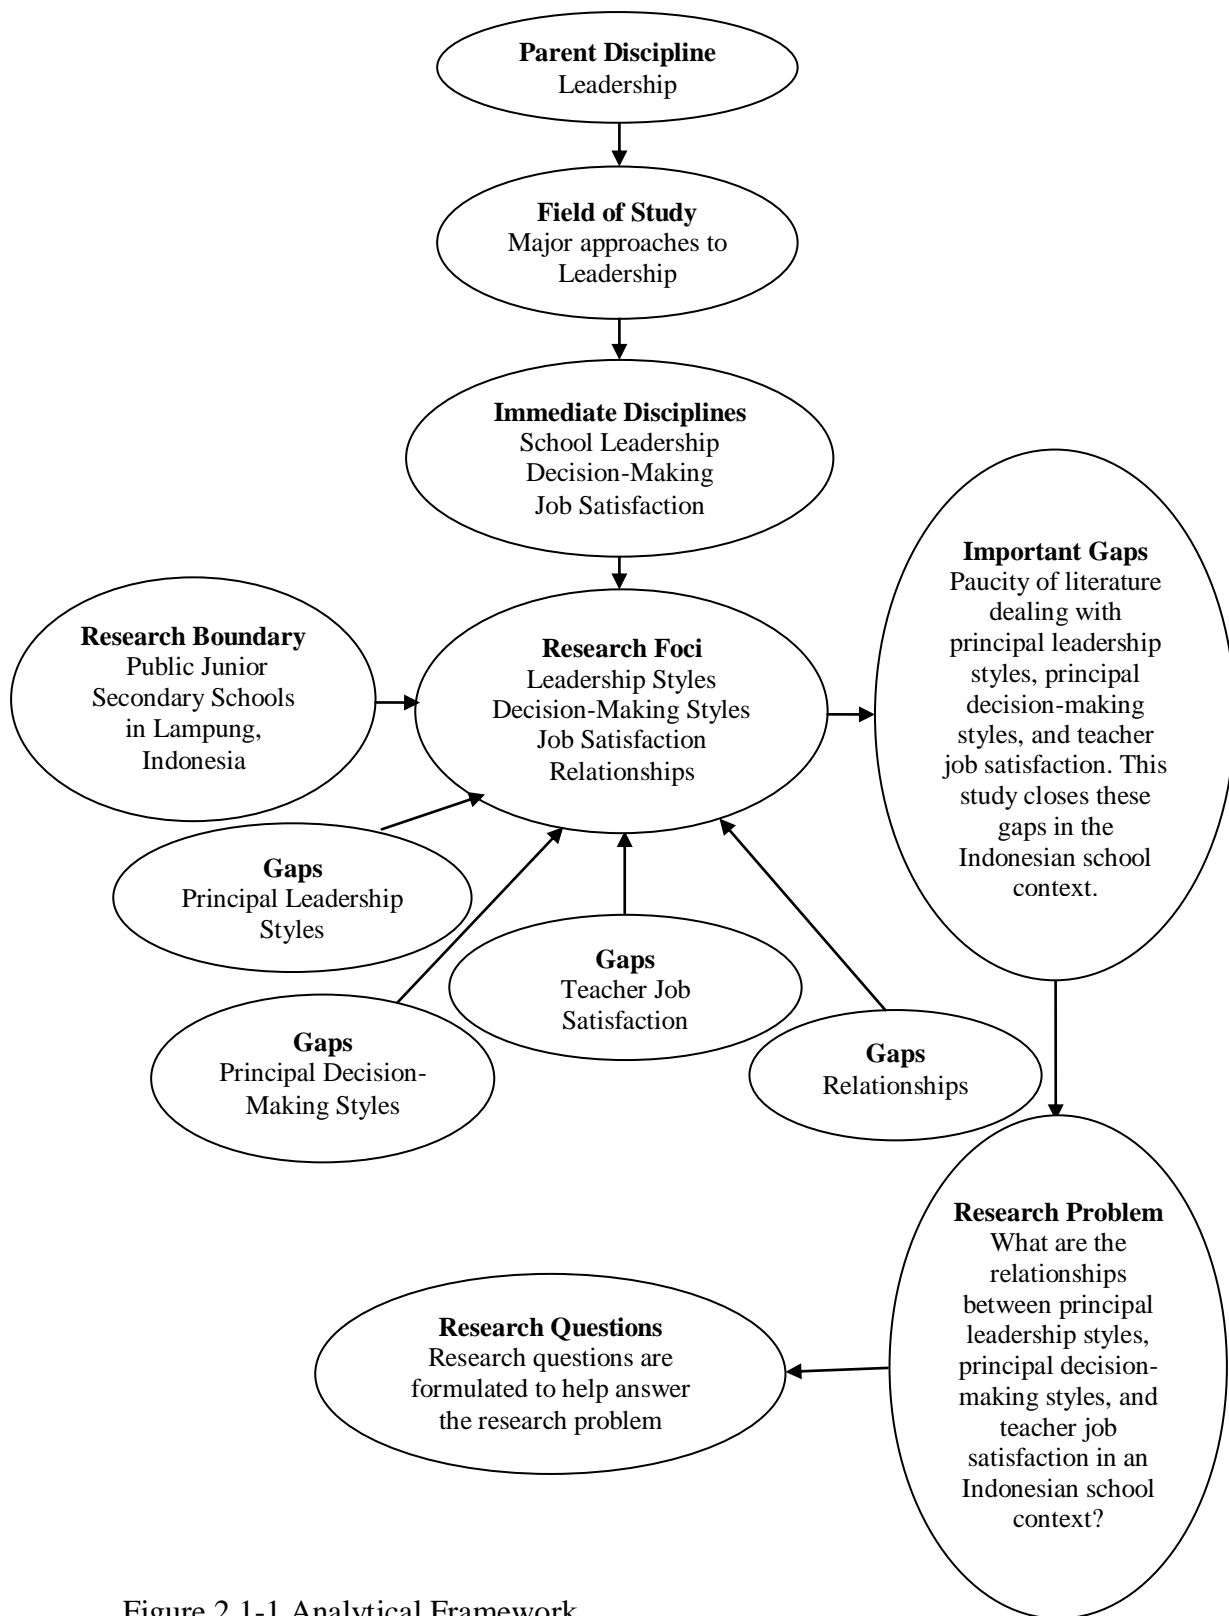 Parent Discipline
Leadership
Field of Study
Major approaches to
Leadership
Immediate Disciplines
School Leadership
Decision-Making
Job Satisfaction
Research Boundary
Public Junior
Secondary Schools
in Lampung,
Indonesia
Research Foci
Leadership Styles
Decision-Making Styles
Job Satisfaction
Relationships
Important Gaps
Paucity of literature
dealing with
principal leadership
styles, principal
decision-making
styles, and teacher
job satisfaction. This
study closes these
gaps in the
Indonesian school
context.
Gaps
Principal Leadership
Styles
Gaps
Principal Decision-
Making Styles
Gaps
Teacher Job
Satisfaction
Gaps
Relationships
Research Problem
What are the
relationships
between principal
leadership styles,
principal decision-
making styles, and
teacher job
satisfaction in an
Indonesian school
context?
Research Questions
Research questions are
formulated to help answer
the research problem
Figure 2.1-1 Analytical Framework